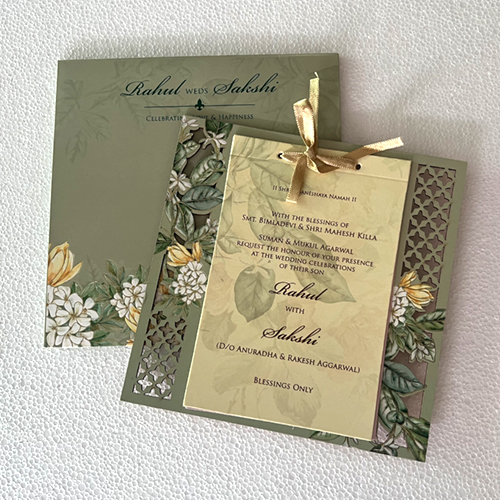 Rahul weds Sakshi
Celebrating & Happiness
II Shri Ganeshaya Namah II
With the blessings of
Smt. Bimladevi & Shri Mahesh Killa
Suman & Mukul Agarwal
request the honour of your presence
at the wedding celebrations
of their son
Rahul
with
Sakshi
(D/o Anuradha & Rakesh Aggarwal)
Blessings Only